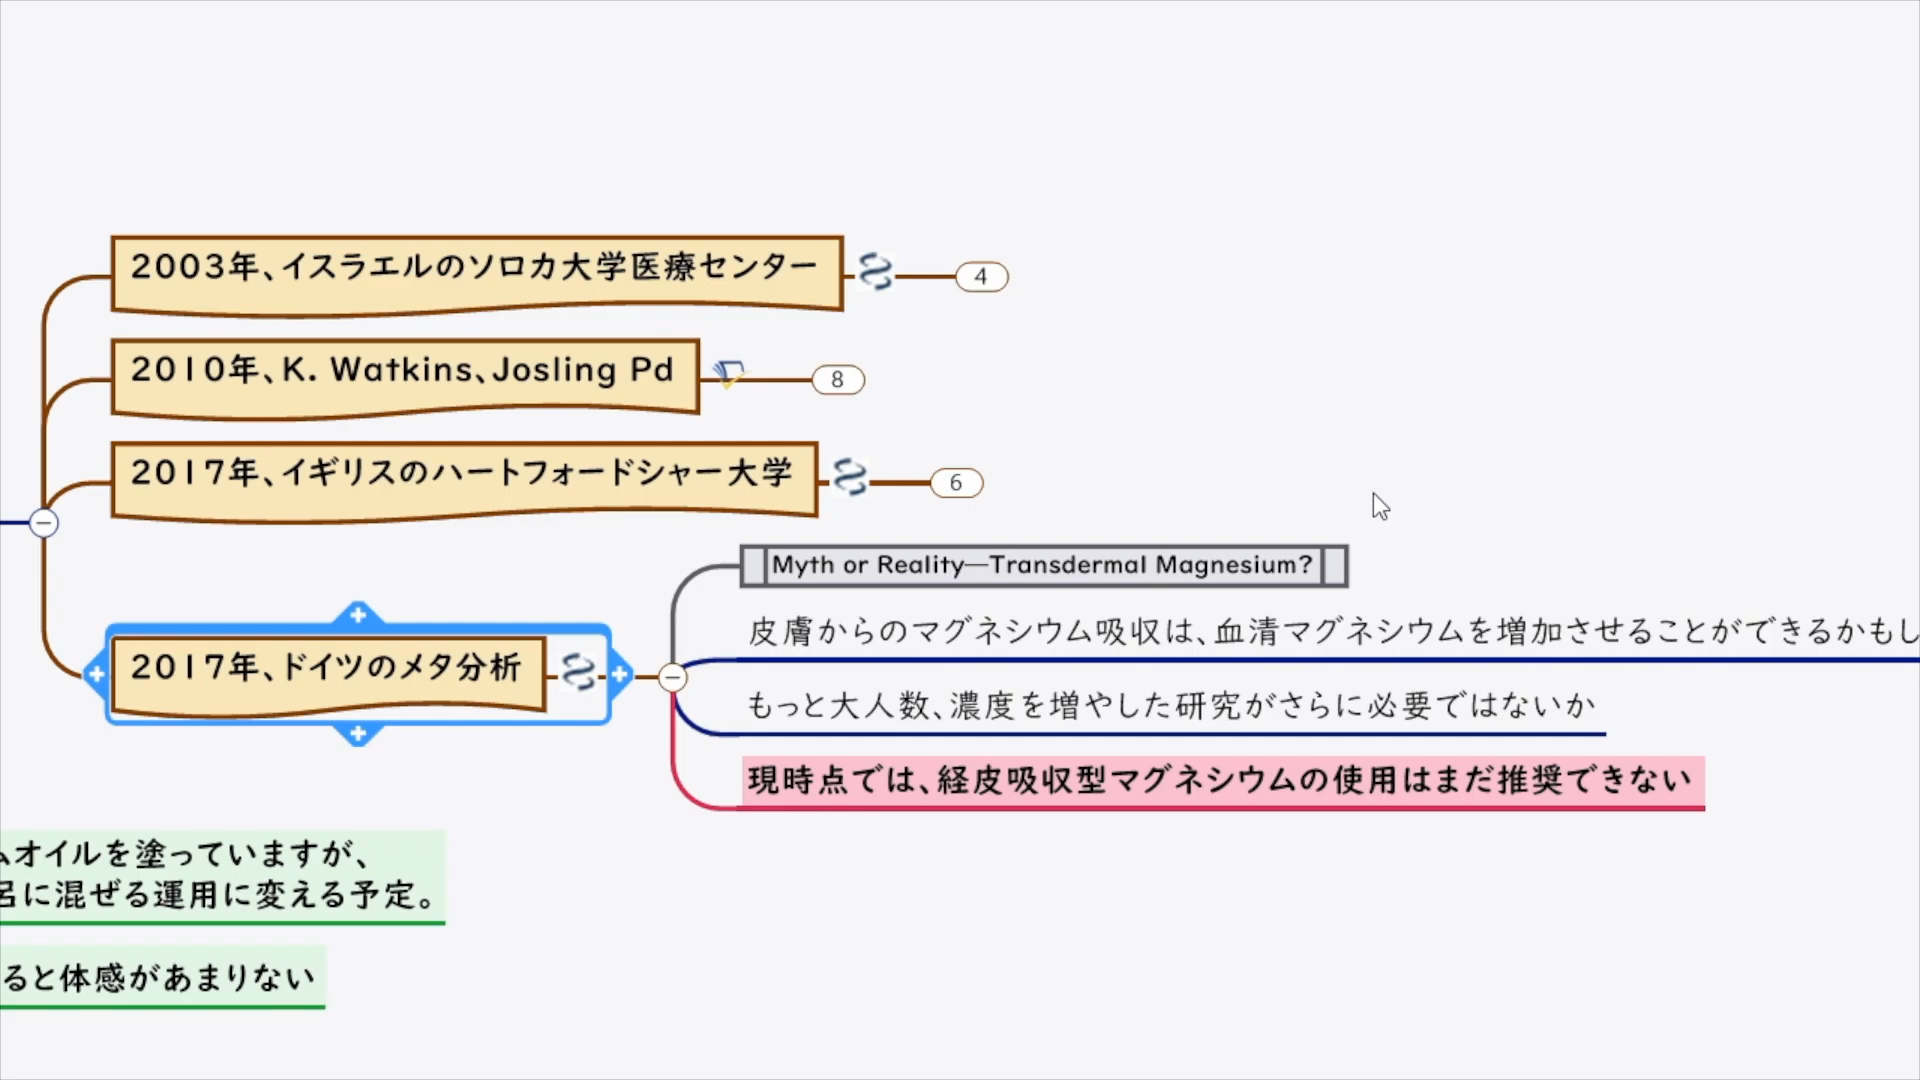 2003年、イスラエルのソロカ大学医療センター
4
2010年、K. Watkins、Josling Pd
8
2017年、イギリスのハートフォードシャー大学
6
2017年、ドイツのメタ分析
Myth or Reality—Transdermal Magnesium?
皮膚からのマグネシウム吸収は、血清マグネシウムを増加させることができるかもし
もっと大人数、濃度を増やした研究がさらに必要ではないか
現時点では、経皮吸収型マグネシウムの使用はまだ推奨できない
ムオイルを塗っていますが、
呂に混ぜる運用に変える予定。
ると体感があまりない